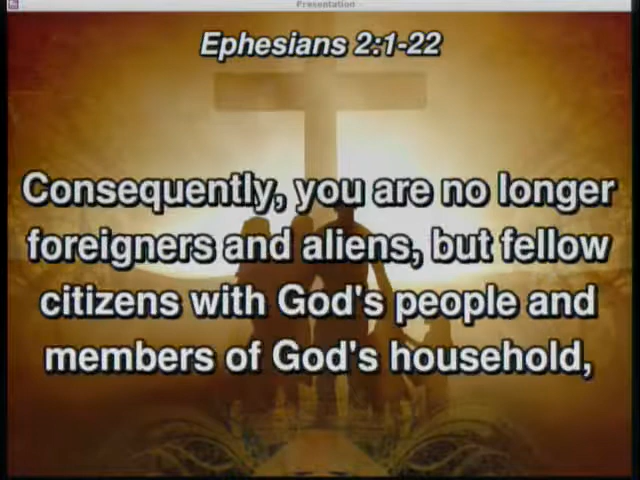 Presentation
Ephesians 2:1-22
Consequently, you are no longer
foreigners and aliens, but fellow
citizens with God's people and
members of God's household,